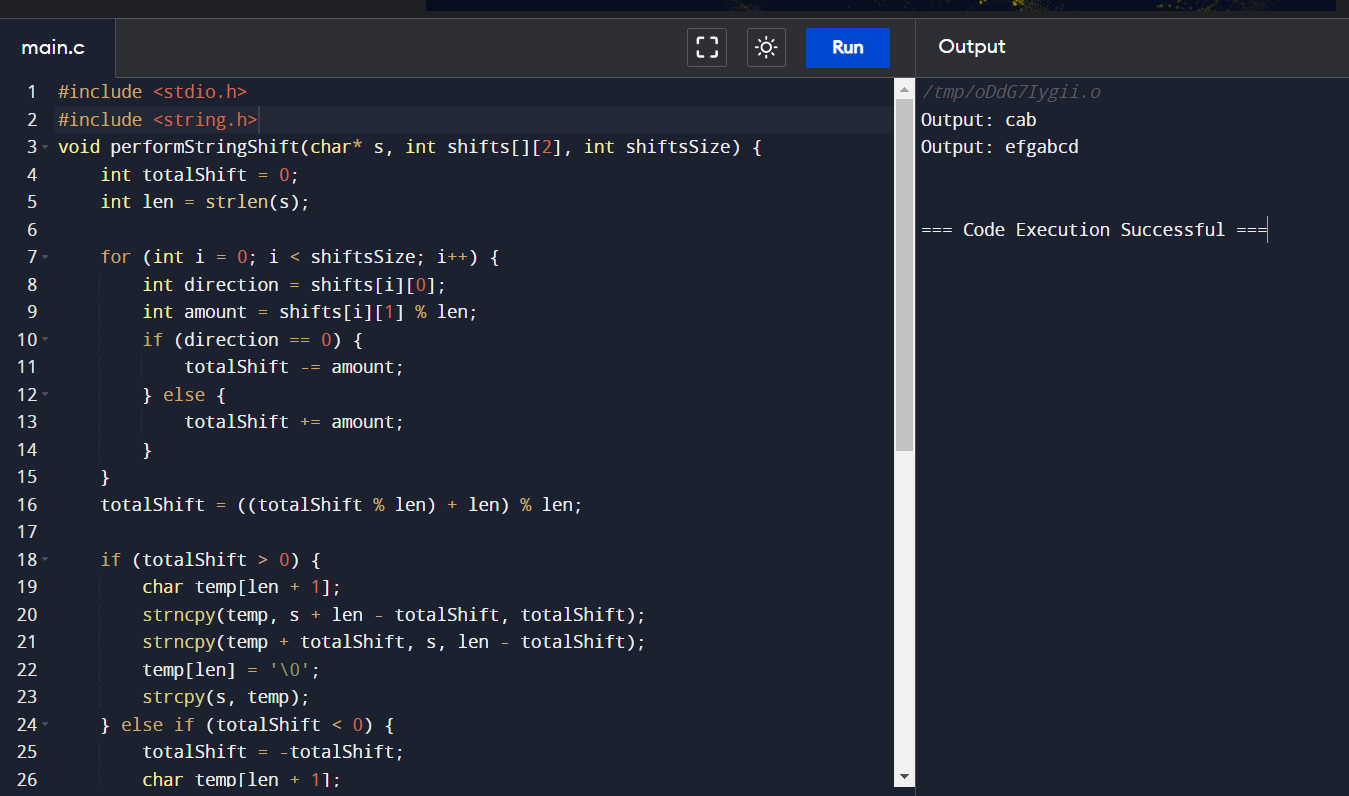 main.c
Run
Output
1 #include <stdio.h>
2 #include <string.h>
3 void performStringShift(char* s, int shifts[][2], int shiftsSize) {
4     int totalShift = 0;
5     int len = strlen(s);
6
7     for (int i = 0; i < shiftsSize; i++) {
8         int direction = shifts[i][0];
9         int amount = shifts[i][1] % len;
10         if (direction == 0) {
11             totalShift -= amount;
12         } else {
13             totalShift += amount;
14         }
15     }
16     totalShift = ((totalShift % len) + len) % len;
17
18     if (totalShift > 0) {
19         char temp[len + 1];
20         strncpy(temp, s + len - totalShift, totalShift);
21         strncpy(temp + totalShift, s, len - totalShift);
22         temp[len] = '\0';
23         strcpy(s, temp);
24     } else if (totalShift < 0) {
25         totalShift = -totalShift;
26         char temp[len + 1];
/tmp/oDdG7Iygii.o
Output: cab
Output: efgabcd
=== Code Execution Successful ===